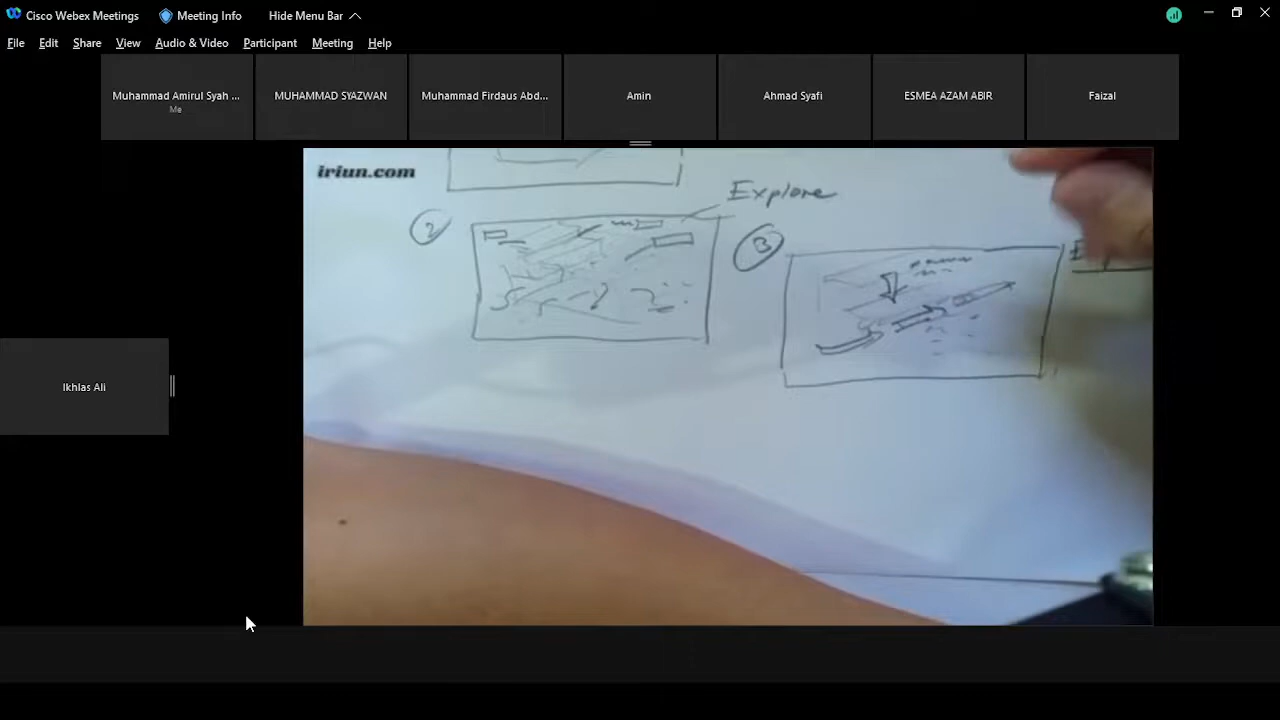 Cisco Webex Meetings
Meeting Info
Hide Menu Bar
File Edit Share View Audio & Video Participant Meeting Help
Muhammad Amirul Syah ...
Me
MUHAMMAD SYAZWAN
Muhammad Firdaus Abd...
Amin
Ahmad Syafi
ESMEA AZAM ABIR
Faizal
iriun.com
Explore
2
3
Ikhlas Ali